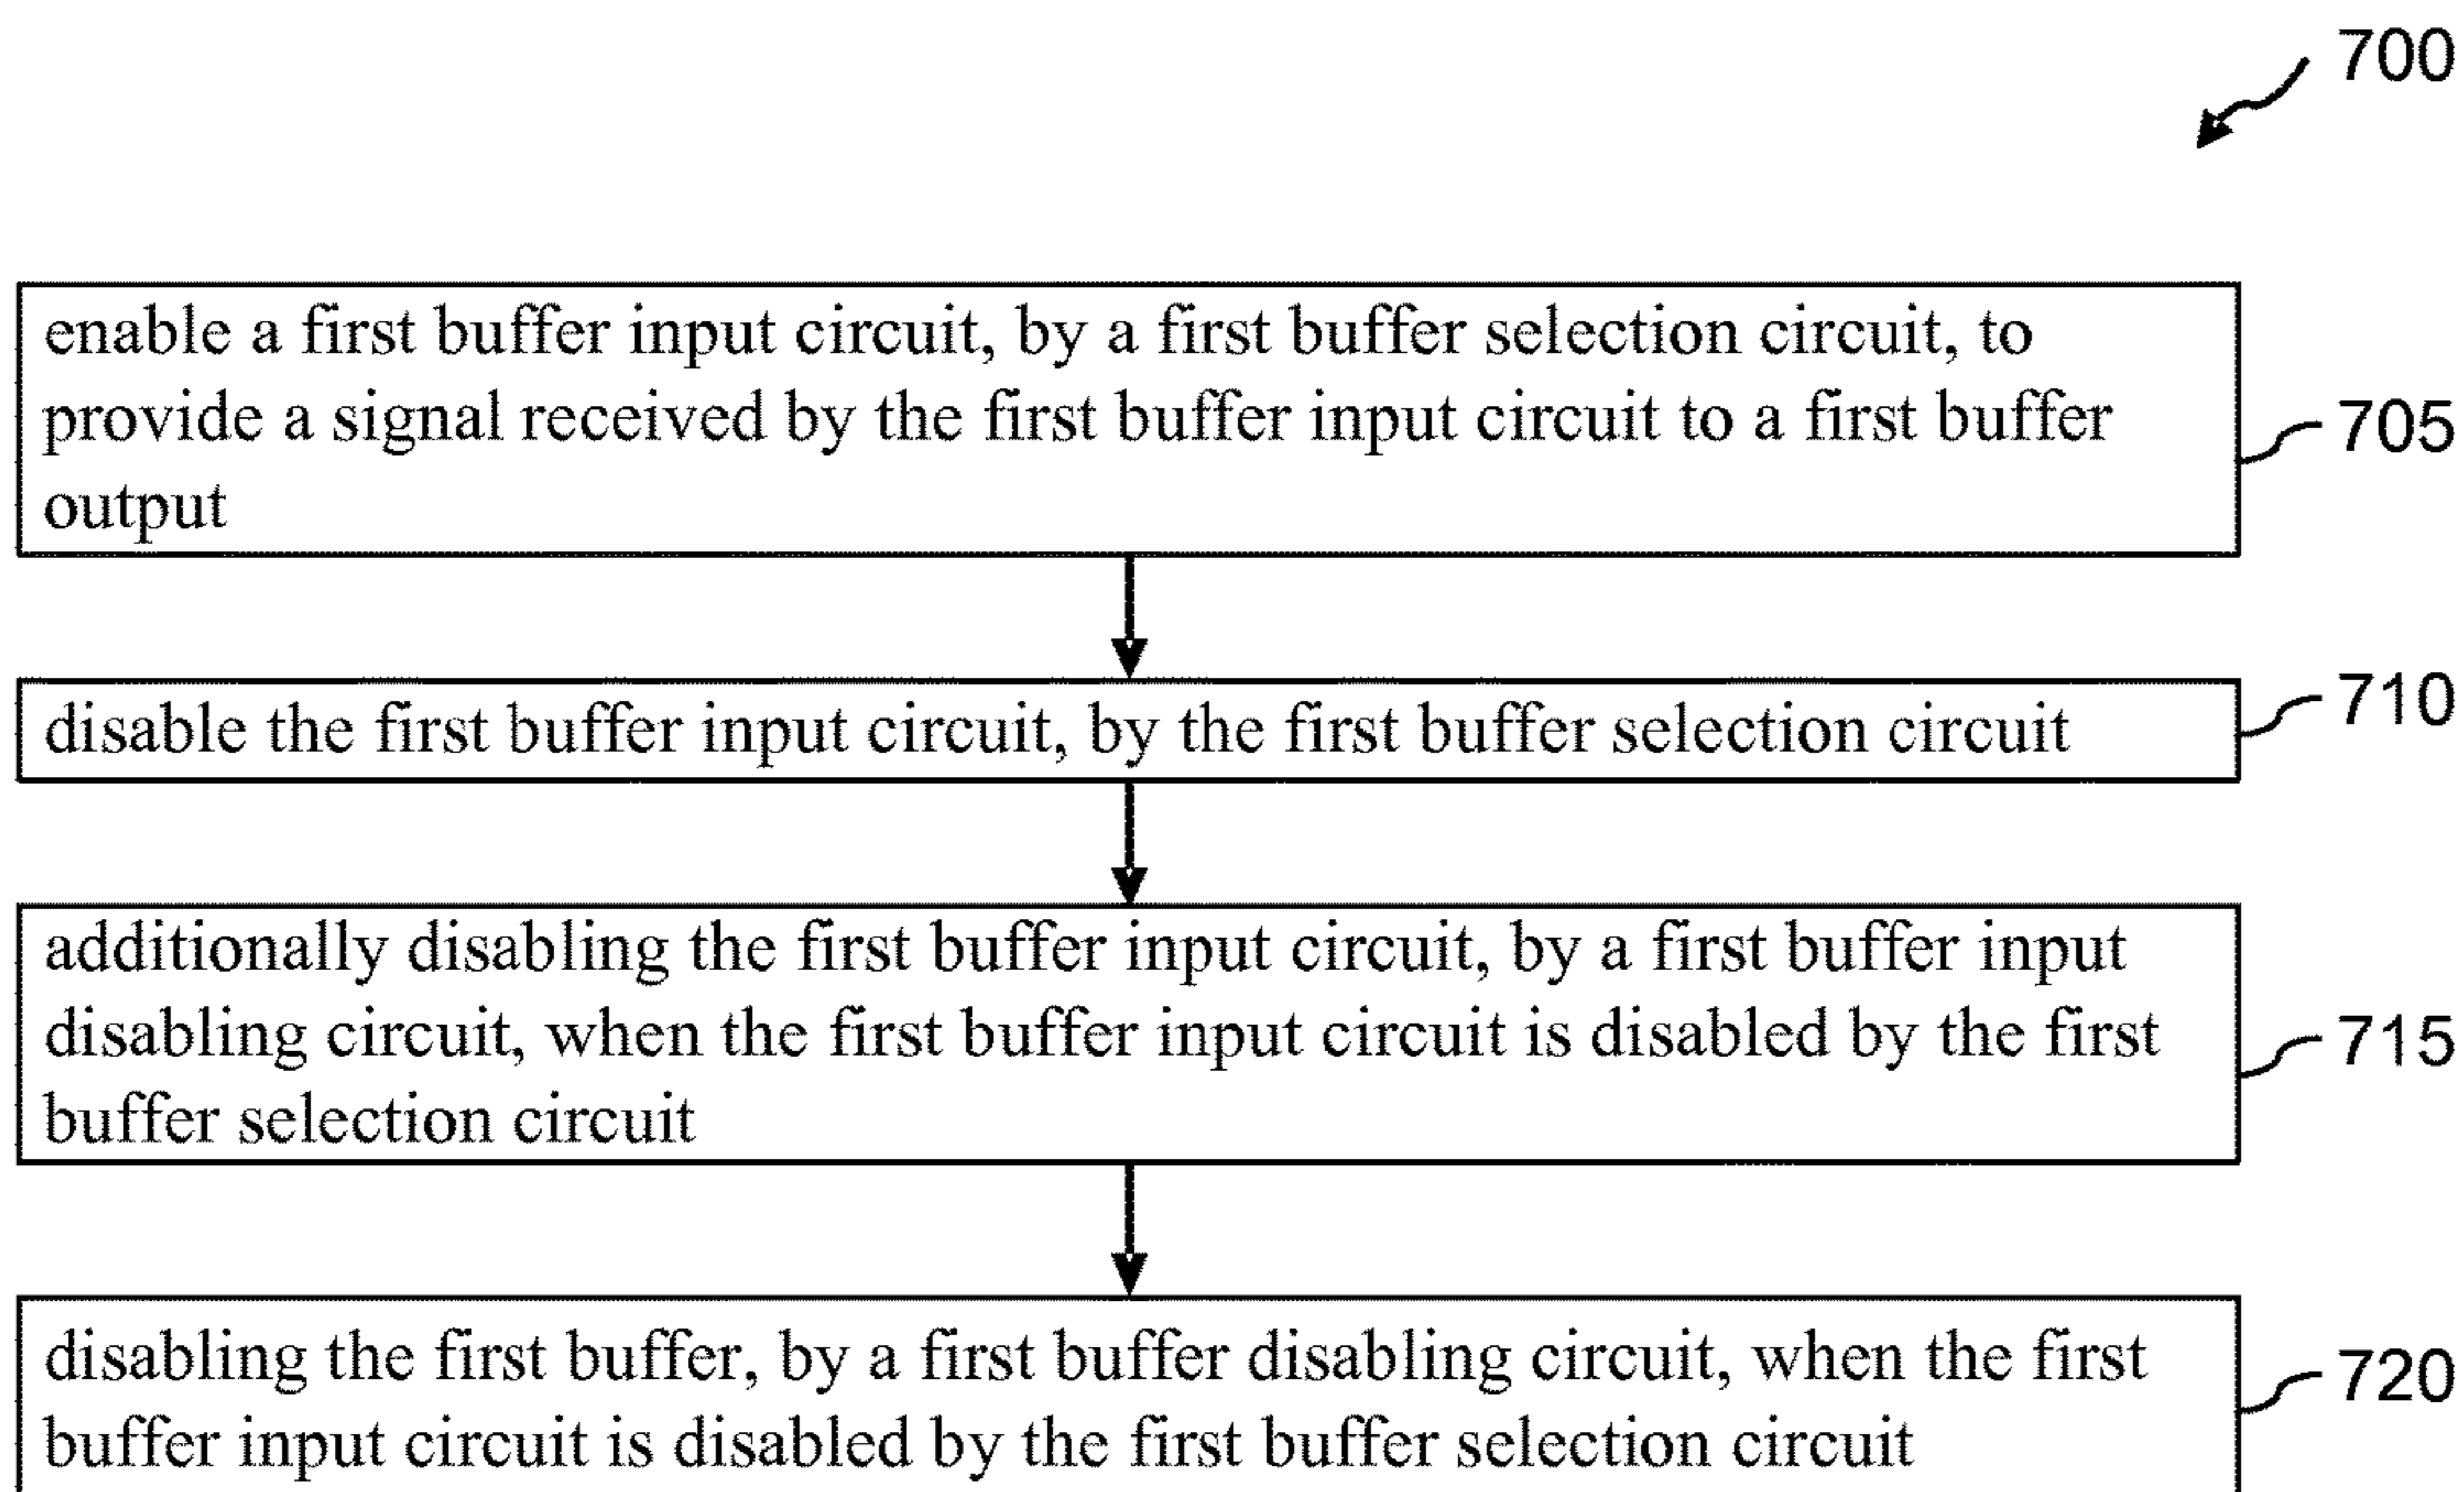 700
enable a first buffer input circuit, by a first buffer selection circuit, to
provide a signal received by the first buffer input circuit to a first buffer
output
705
disable the first buffer input circuit, by the first buffer selection circuit
710
additionally disabling the first buffer input circuit, by a first buffer input
disabling circuit, when the first buffer input circuit is disabled by the first
buffer selection circuit
715
disabling the first buffer, by a first buffer disabling circuit, when the first
buffer input circuit is disabled by the first buffer selection circuit
720